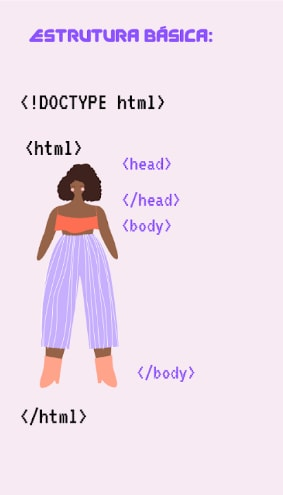 ESTRUTURA BÁSICA:
<!DOCTYPE html>
<html>
<head>
</head>
<body>
</body>
</html>